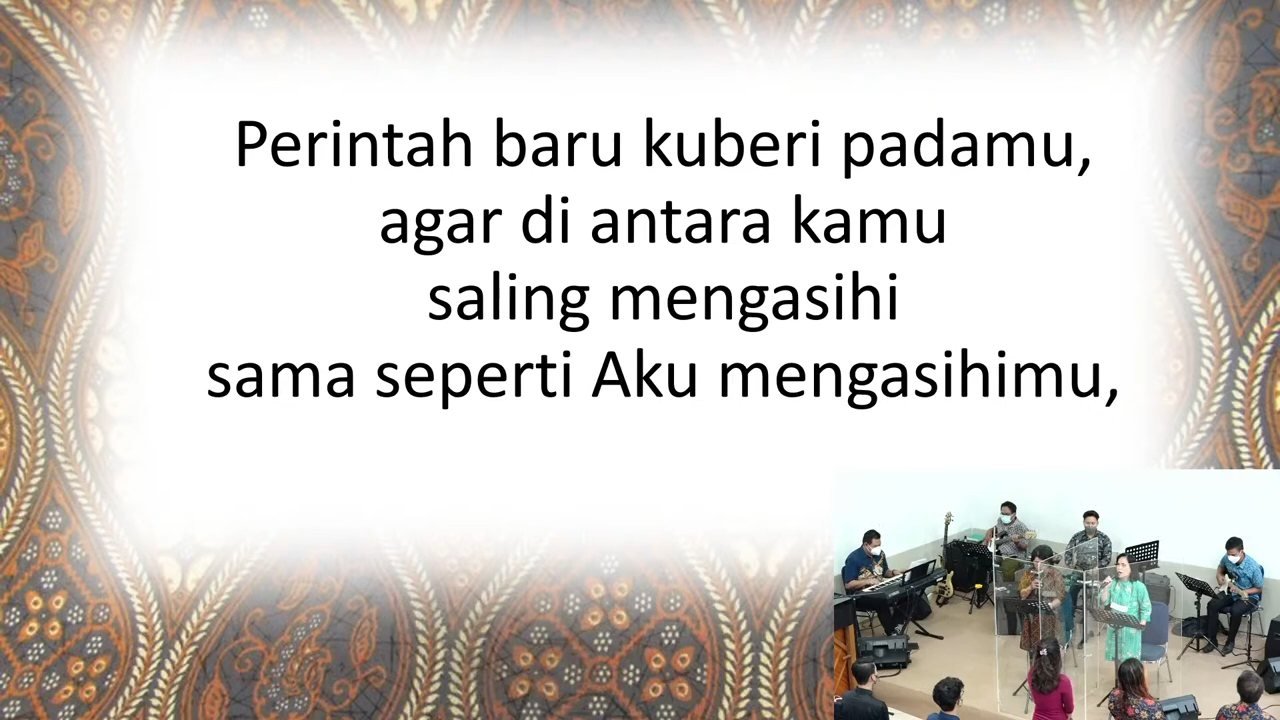 Perintah baru kuberi padamu,
agar di antara kamu
saling mengasihi
sama seperti Aku mengasihimu,